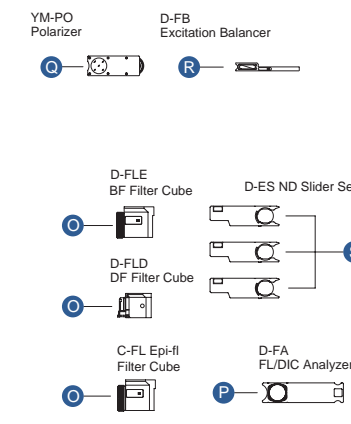 YM-PO
Polarizer
D-FB
Excitation Balancer
Q
R
D-FLE
BF Filter Cube
D-ES ND Slider Se
O
D-FLD
DF Filter Cube
O
C-FL Epi-fl
Filter Cube
O
D-FA
FL/DIC Analyzer
P